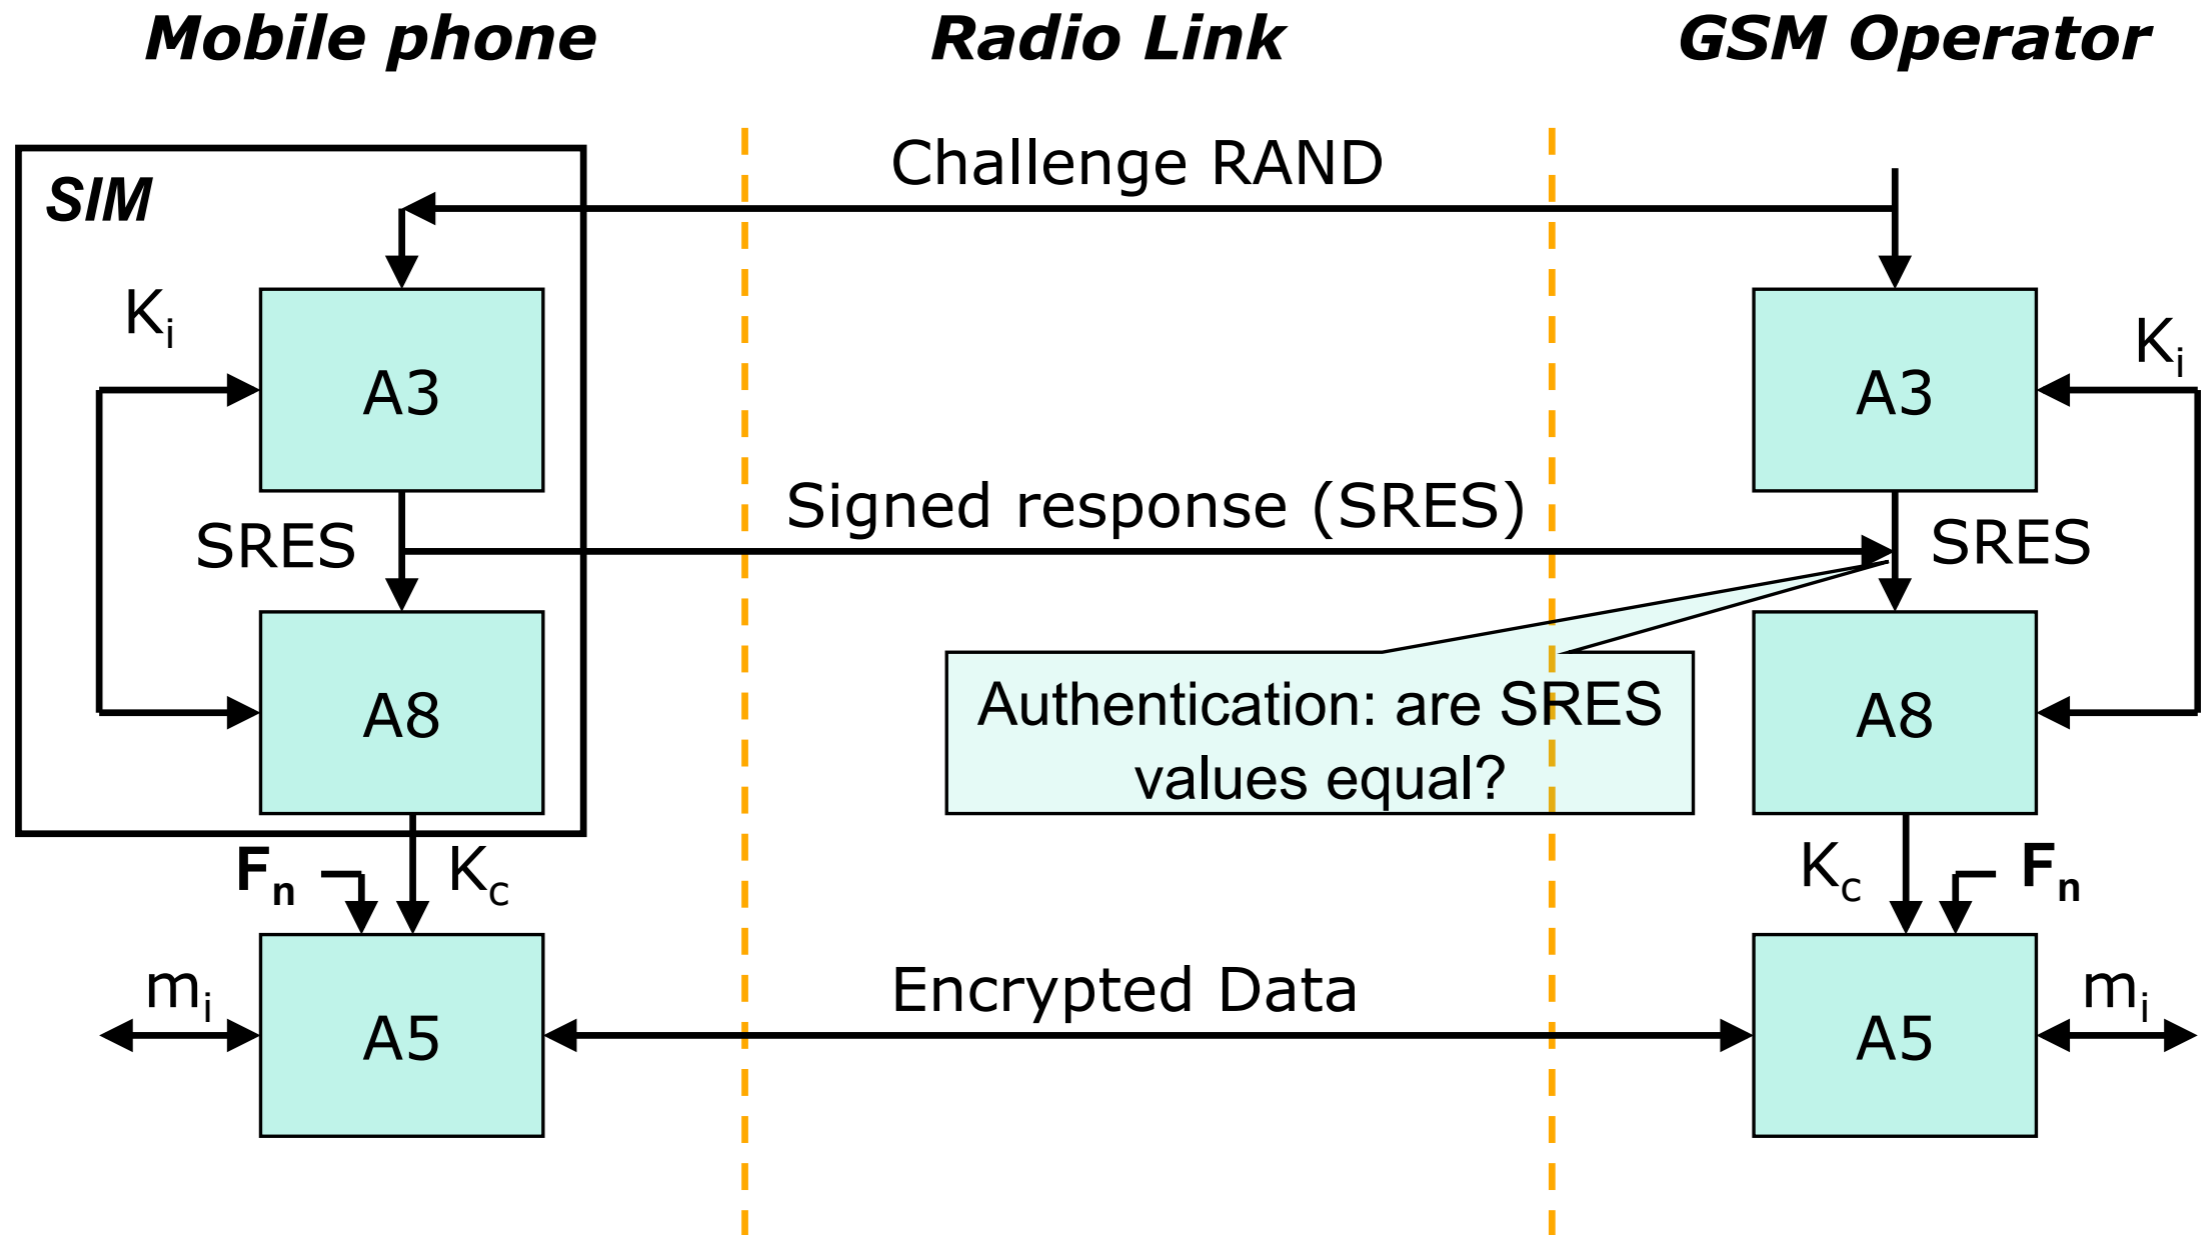 Mobile phone
Radio Link
GSM Operator
Challenge RAND
SIM
Ki
Ki
A3
A3
Signed response (SRES)
SRES
SRES
A8
Authentication: are SRES
values equal?
A8
Fn
Kc
Kc
Fn
mi
A5
Encrypted Data
A5
mi